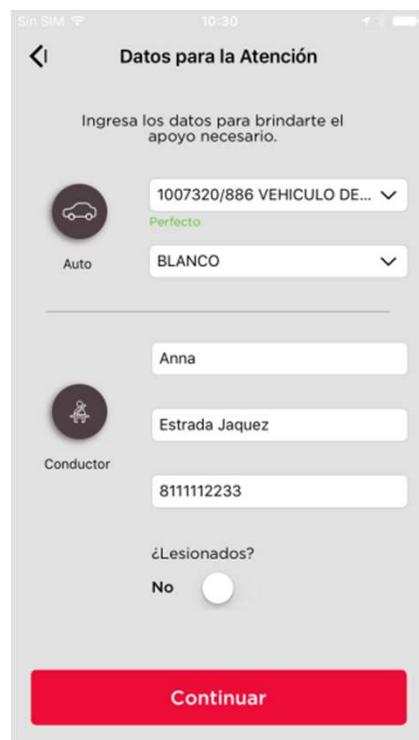 Sin SIM 10:30
Datos para la Atención
Ingresa los datos para brindarte el
apoyo necesario.
1007320/886 VEHICULO DE...
Perfecto
Auto
BLANCO
Anna
Estrada Jaquez
Conductor
8111112233
¿Lesionados?
No
Continuar